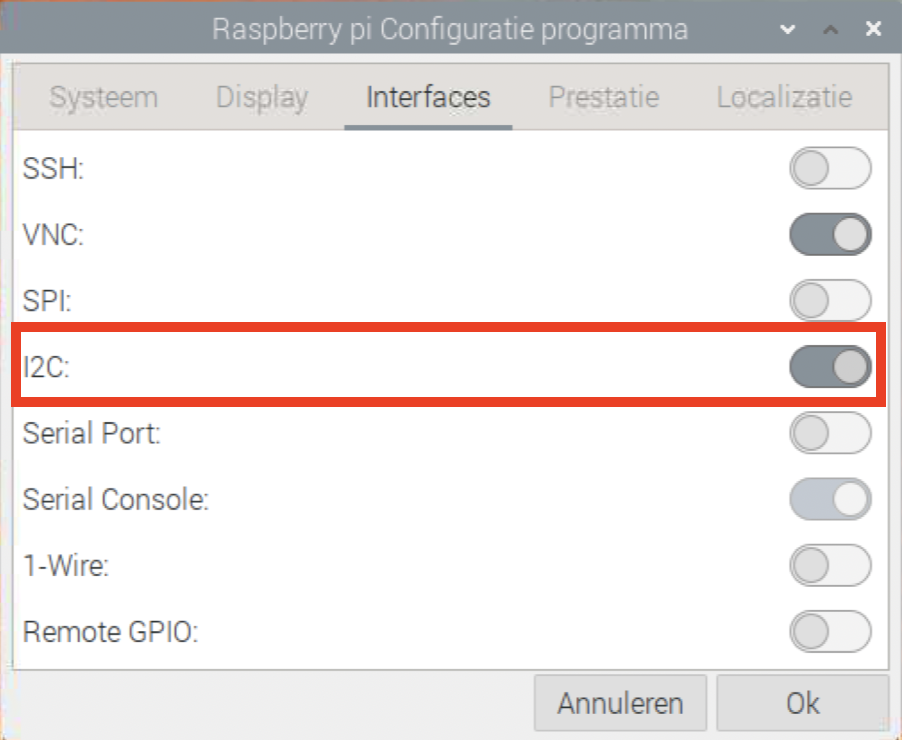 Raspberry pi Configuratie programma
Systeem Display Interfaces Prestatie Localizatie
SSH:
VNC:
SPI:
I2C:
Serial Port:
Serial Console:
1-Wire:
Remote GPIO:
Annuleren Ok